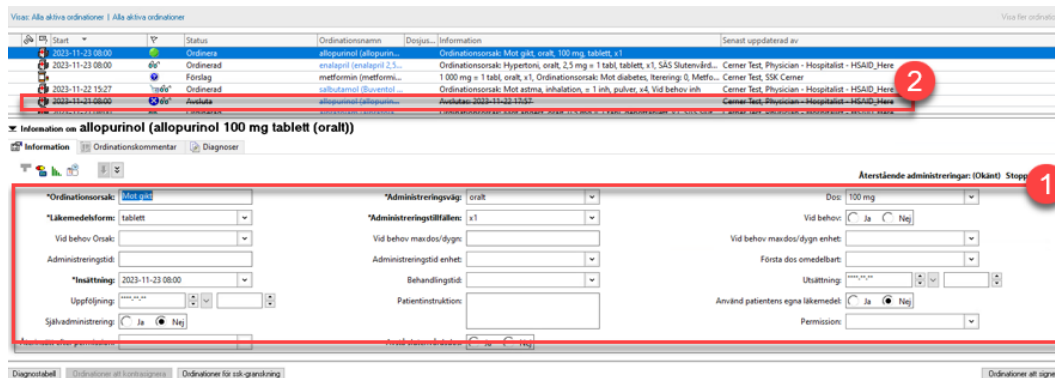 Visas: Alla aktiva ordinationer | Alla aktiva ordinationer Visa fler ordinatio
Start Status Ordinationsnamn Dosjus... Information Senast uppdaterad av
2023-11-23 08:00 Ordinera allopurinol (allopurin... Ordinationsorsak: Mot gikt, oralt, 100 mg, tablett, x1
2023-11-23 08:00 Ordinerad enalapril (enalapril 2,5... Ordinationsorsak: Hypertoni, oralt, 2,5 mg = 1 tabl, tablett, x1, SÄS Slutenvård... Cerner Test, Physician - Hospitalist - HSAID_Here
Förslag metformin (metformi... 1 000 mg = 1 tabl, oralt, x1, Ordinationsorsak: Mot diabetes, Iterering: 0, Metfo... Cerner Test, SSK Cerner
2023-11-22 15:27 Ordinerad salbutamol (Buventol ... Ordinationsorsak: Mot astma, inhalation, = 1 inh, pulver, x4, Vid behov inh Cerner Test, Physician - Hospitalist - HSAID_Here
2
2023-11-21 08:00 Avsluta allopurinol (allopurin... Avslutas: 2023-11-22 17:57 Cerner Test, Physician - Hospitalist - HSAID_Here
Information om allopurinol (allopurinol 100 mg tablett (oralt))
Information Ordinationskommentar Diagnoser
Återstående administreringar: (Okänt) Stopp
1
*Ordinationsorsak: Mot gikt *Administreringsväg: oralt Dos: 100 mg
*Läkemedelsform: tablett *Administreringstillfällen: x1 Vid behov: Ja Nej
Vid behov Orsak: Vid behov maxdos/dygn: Vid behov maxdos/dygn enhet:
Administreringstid: Administreringstid enhet: Första dos omedelbart:
*Insättning: 2023-11-23 08:00 Behandlingstid: Utsättning: ****-**-**
Uppföljning: ****-**-** Patientinstruktion: Använd patientens egna läkemedel: Ja Nej
Självadministrering: Ja Nej Permission:
Ja Nej
Diagnostabell Ordinationer att kontrasignera Ordinationer för ssk-granskning Ordinationer att signe